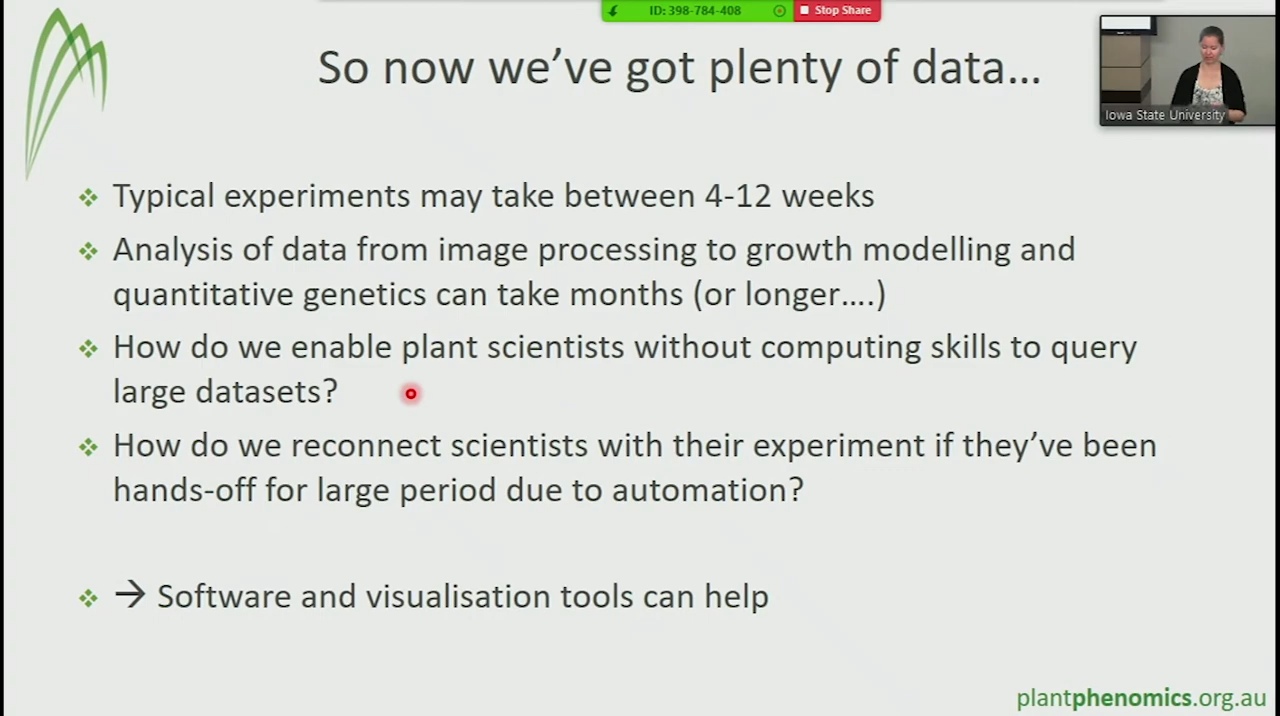 ID: 398-784-408
Stop Share
So now we've got plenty of data…
Iowa State University
Typical experiments may take between 4-12 weeks
Analysis of data from image processing to growth modelling and
quantitative genetics can take months (or longer….)
How do we enable plant scientists without computing skills to query
large datasets?
How do we reconnect scientists with their experiment if they've been
hands-off for large period due to automation?
→ Software and visualisation tools can help
plantphenomics.org.au